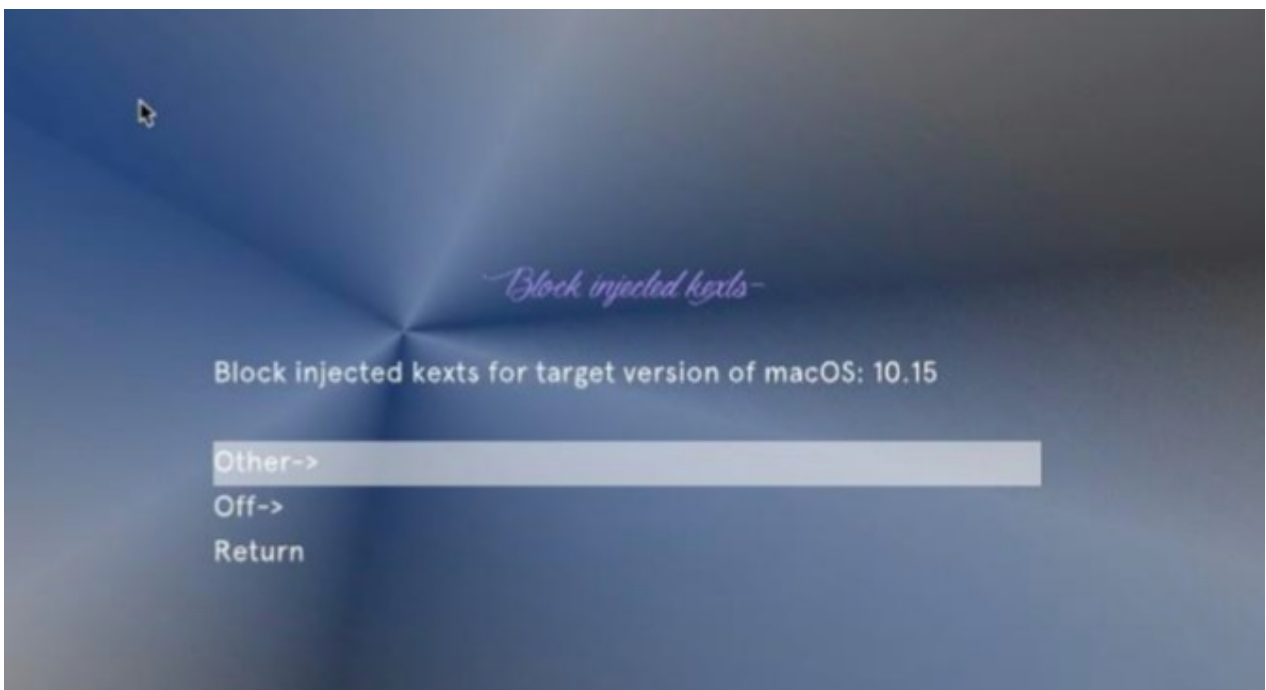 Block injected kexts-
Block injected kexts for target version of macOS: 10.15
Other->
Off->
Return